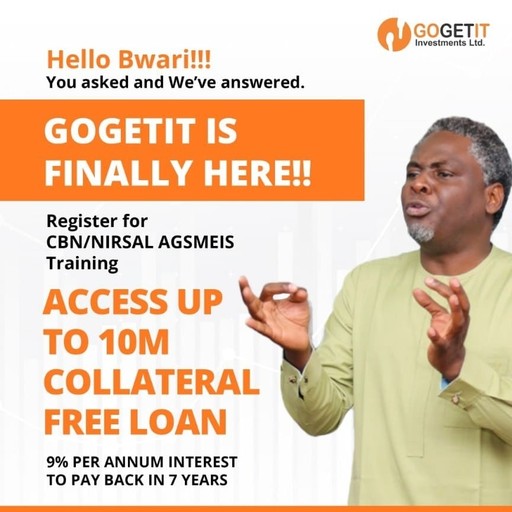 GOGETIT
Investments Ltd.
Hello Bwari!!!
You asked and We've answered.
GOGETIT IS
FINALLY HERE!!
Register for
CBN/NIRSAL AGSMEIS
Training
ACCESS UP
TO 10M
COLLATERAL
FREE LOAN
9% PER ANNUM INTEREST
TO PAY BACK IN 7 YEARS